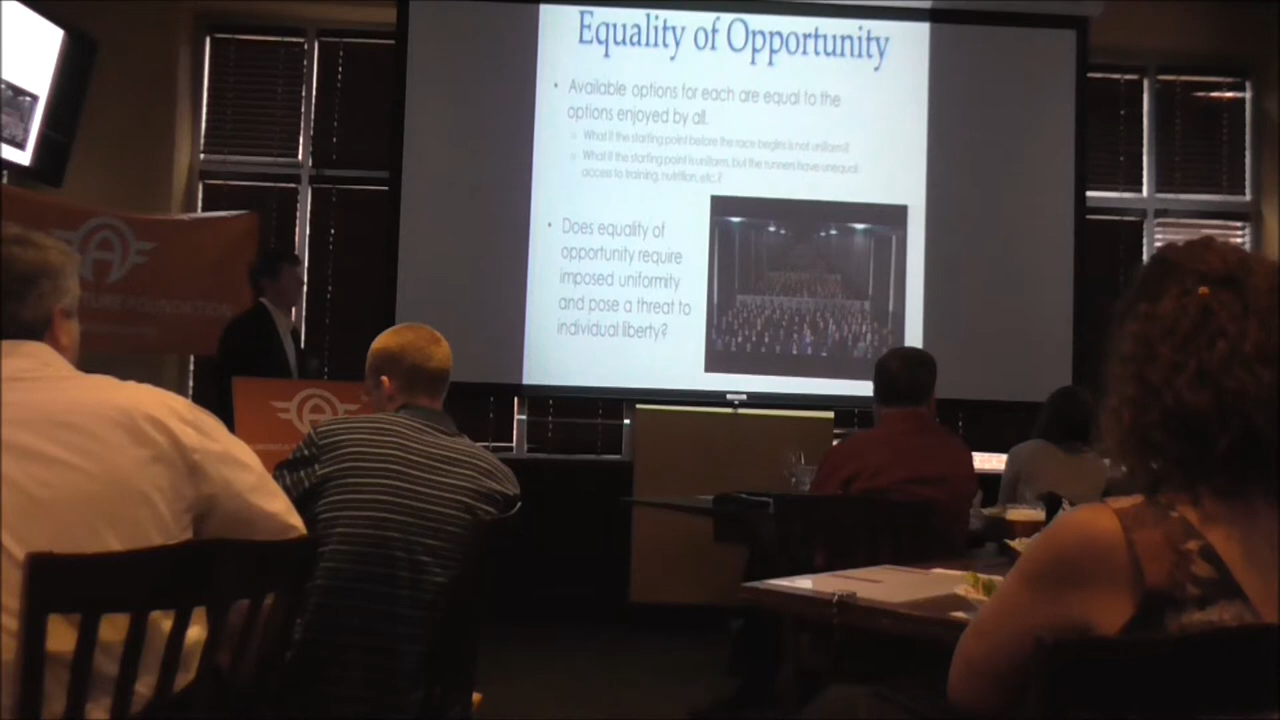 Equality of Opportunity
• Available options for each are equal to the
options enjoyed by all.
○ What if the starting point before the race begins is not uniform?
○ What if the starting point is uniform, but the runners have unequal
access to training, nutrition, etc.?
• Does equality of
opportunity require
imposed uniformity
and pose a threat to
individual liberty?
A
FOUNDATION
A